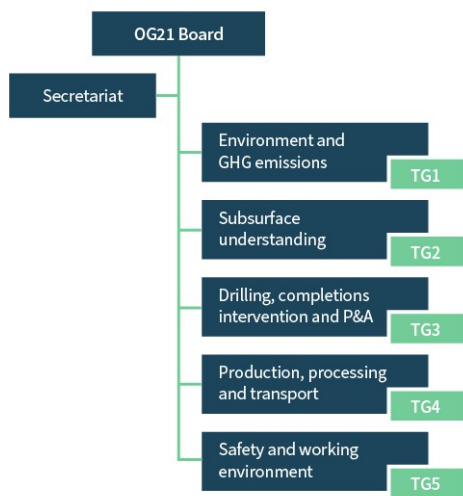 OG21 Board
Secretariat
Environment and
GHG emissions
TG1
Subsurface
understanding
TG2
Drilling, completions
intervention and P&A
TG3
Production, processing
and transport
TG4
Safety and working
environment
TG5